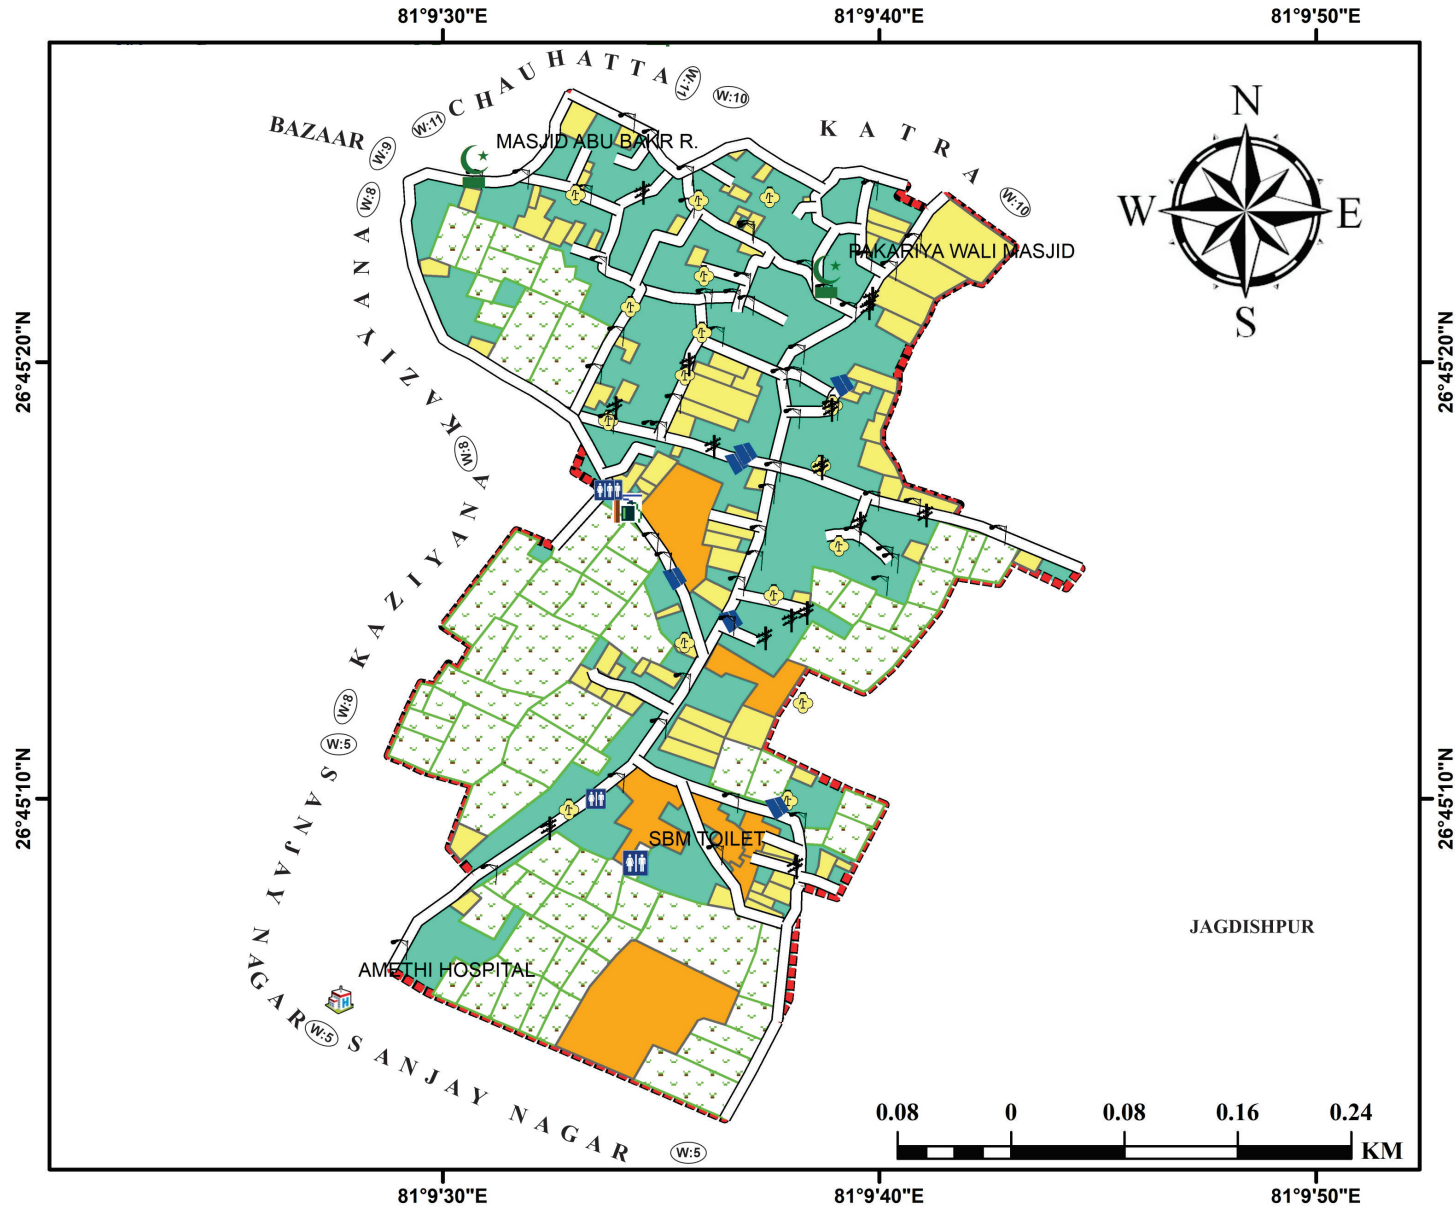 81°9'30"E
81°9'40"E
81°9'50"E
CHAUHATTA
W:11
W:10
KATRA
W:10
BAZAAR
W:9
W:11
MASJID ABU BAKR R.
W:8
KAZIYANA
PAKARIYA WALI MASJID
N
W
E
S
26°45'20"N
26°45'20"N
W:8
KAZIYANA
W:8
W:5
SANJAY NAGAR
26°45'10"N
26°45'10"N
SBM TOILET
JAGDISHPUR
AMETHI HOSPITAL
W:5
SANJAY NAGAR
W:5
0.08
0
0.08
0.16
0.24
KM
81°9'30"E
81°9'40"E
81°9'50"E